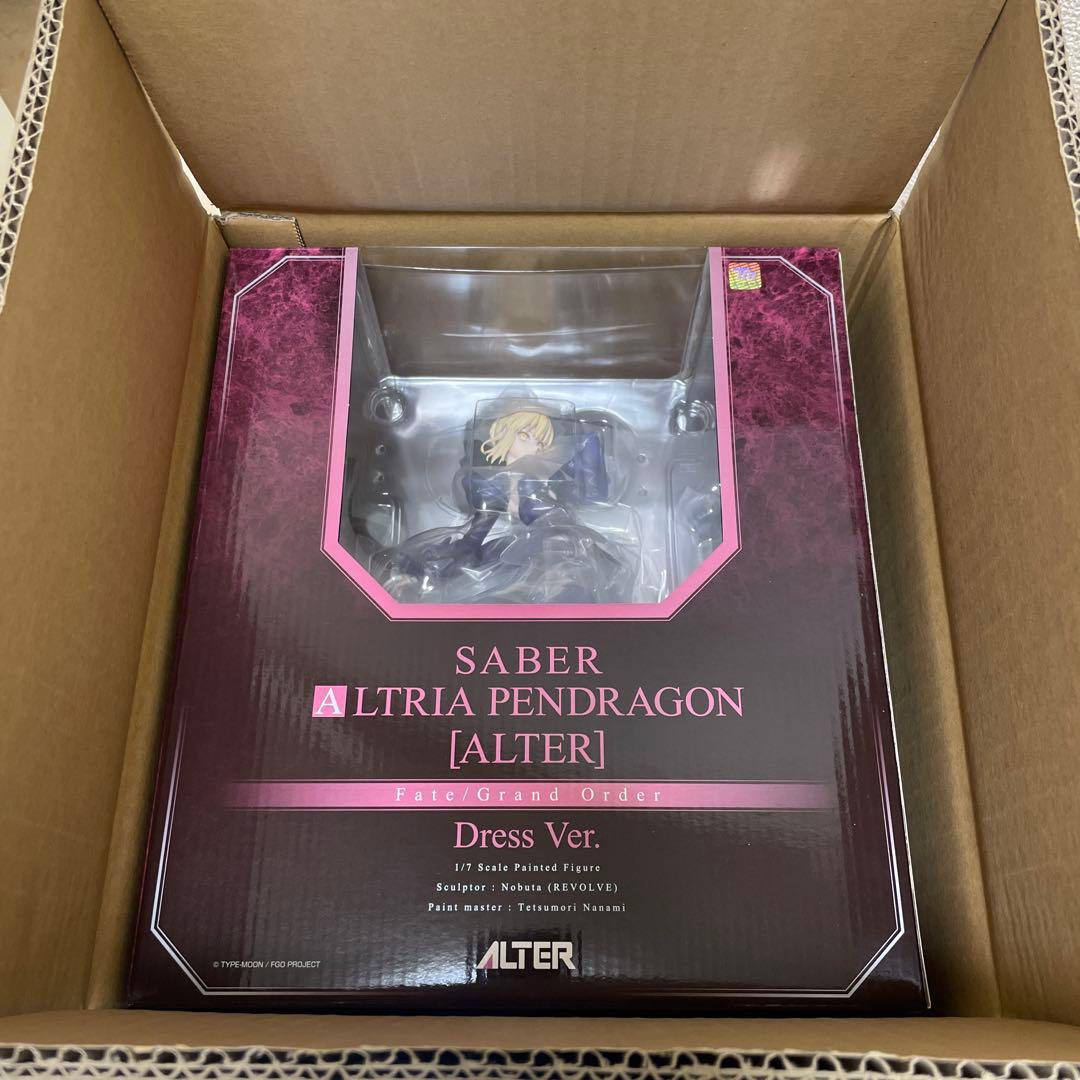 SABER
ALTRIA PENDRAGON
[ALTER]
Fate/Grand Order
Dress Ver.
1/7 Scale Painted Figure
Sculptor : Nobuta (REVOLVE)
Paint master : Tetsumori Nanami
ALTER
© TYPE-MOON / FGO PROJECT